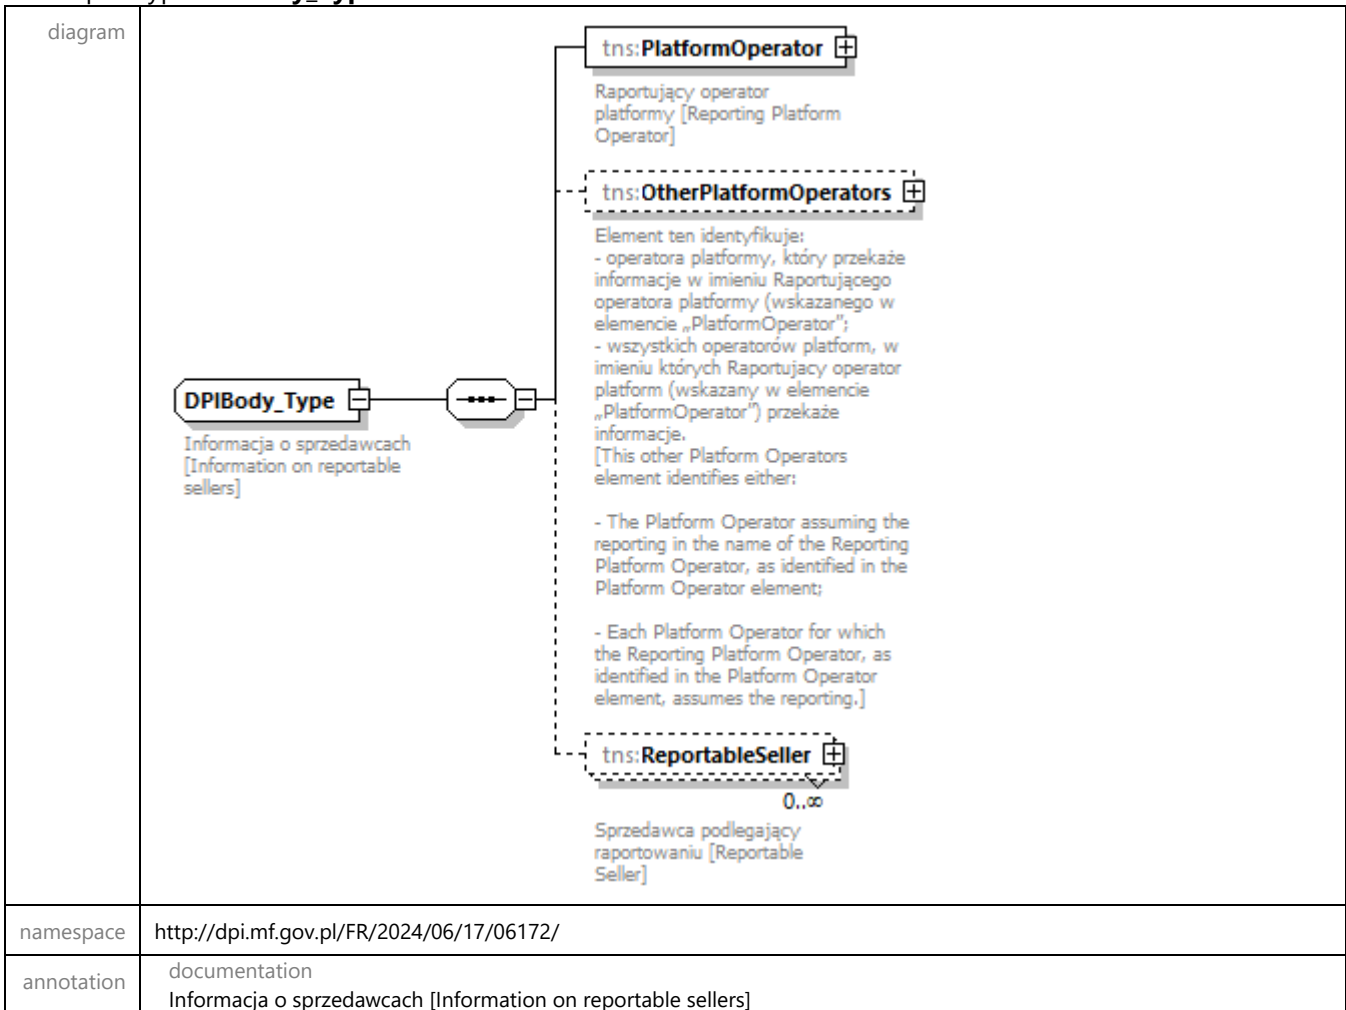 diagram
tns:PlatformOperator
Raportujący operator
platformy [Reporting Platform
Operator]
tns:OtherPlatformOperators
Element ten identyfikuje:
- operatora platformy, który przekaże
informacje w imieniu Raportującego
operatora platformy (wskazanego w
elemencie „PlatformOperator”;
- wszystkich operatorów platform, w
imieniu których Raportujacy operator
platform (wskazany w elemencie
„PlatformOperator”) przekaże
informacje.
[This other Platform Operators
element identifies either:
- The Platform Operator assuming the
reporting in the name of the Reporting
Platform Operator, as identified in the
Platform Operator element;
- Each Platform Operator for which
the Reporting Platform Operator, as
identified in the Platform Operator
element, assumes the reporting.]
DPIBody_Type
Informacja o sprzedawcach
[Information on reportable
sellers]
tns:ReportableSeller
0..∞
Sprzedawca podlegający
raportowaniu [Reportable
Seller]
namespace
http://dpi.mf.gov.pl/FR/2024/06/17/06172/
annotation
documentation
Informacja o sprzedawcach [Information on reportable sellers]